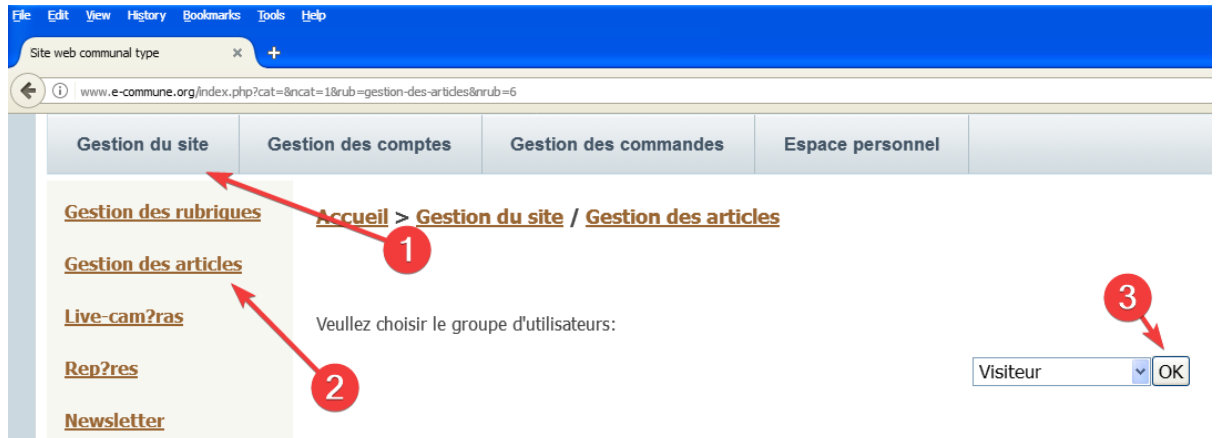 File Edit View History Bookmarks Tools Help
Site web communal type × +
www.e-commune.org/index.php?cat=&ncat=1&rub=gestion-des-articles&nrub=6
Gestion du site Gestion des comptes Gestion des commandes Espace personnel
Gestion des rubriques
Accueil > Gestion du site / Gestion des articles
1
Gestion des articles
3
Live-cam?ras
Veullez choisir le groupe d'utilisateurs:
Rep?res
Visiteur OK
2
Newsletter